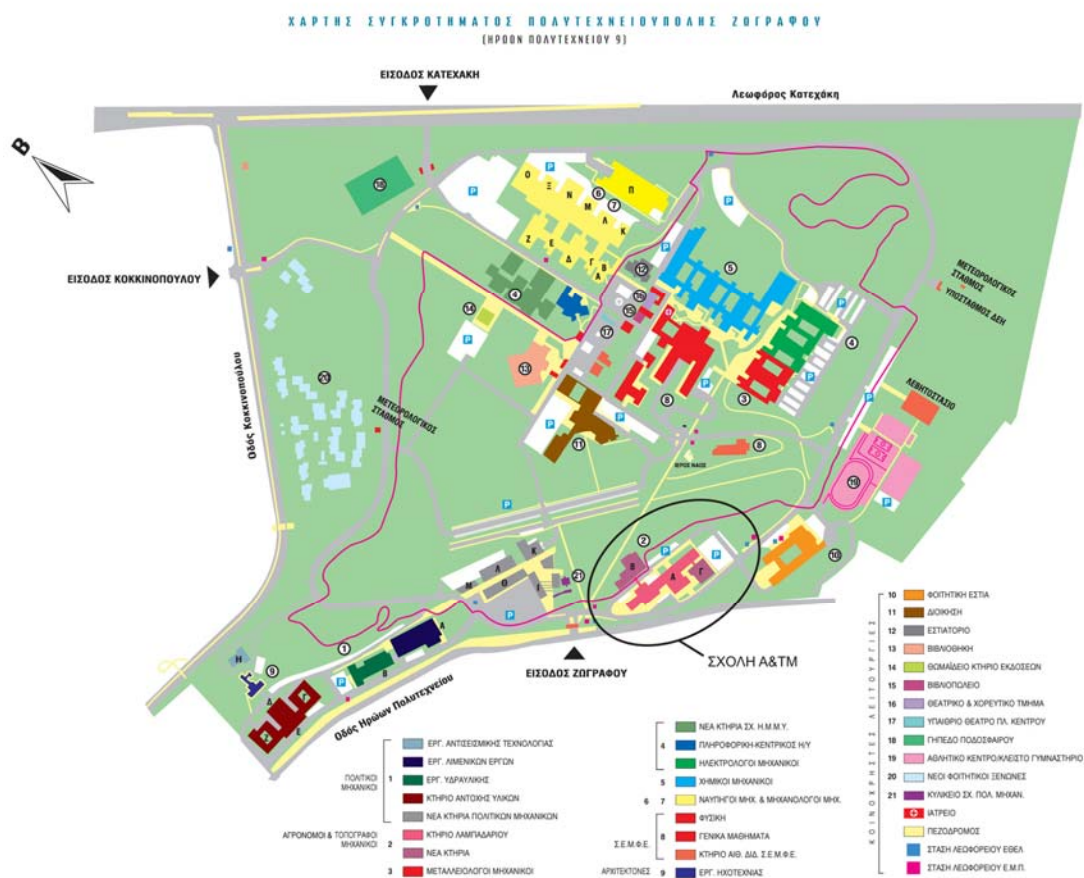 ΧΑΡΤΗΣ ΣΥΓΚΡΟΤΗΜΑΤΟΣ ΠΟΛΥΤΕΧΝΕΙΟΥΠΟΛΗΣ ΖΩΓΡΑΦΟΥ
(ΗΡΩΩΝ ΠΟΛΥΤΕΧΝΕΙΟΥ 9)
ΕΙΣΟΔΟΣ ΚΑΤΕΧΑΚΗ
Λεωφόρος Κατεχάκη
Β
ΕΙΣΟΔΟΣ ΚΟΚΚΙΝΟΠΟΥΛΟΥ
Οδός Κοκκινοπούλου
ΜΕΤΕΩΡΟΛΟΓΙΚΟΣ
ΣΤΑΘΜΟΣ
ΜΕΤΕΩΡΟΛΟΓΙΚΟΣ
ΣΤΑΘΜΟΣ
ΥΠΟΣΤΑΘΜΟΣ ΔΕΗ
ΛΕΒΗΤΟΣΤΑΣΙΟ
ΙΕΡΟΣ ΝΑΟΣ
ΣΧΟΛΗ Α&ΤΜ
ΕΙΣΟΔΟΣ ΖΩΓΡΑΦΟΥ
Οδός Ηρώων Πολυτεχνείου
ΠΟΛΙΤΙΚΟΙ
ΜΗΧΑΝΙΚΟΙ
1
ΕΡΓ. ΑΝΤΙΣΕΙΣΜΙΚΗΣ ΤΕΧΝΟΛΟΓΙΑΣ
ΕΡΓ. ΛΙΜΕΝΙΚΩΝ ΕΡΓΩΝ
ΕΡΓ. ΥΔΡΑΥΛΙΚΗΣ
ΚΤΗΡΙΟ ΑΝΤΟΧΗΣ ΥΛΙΚΩΝ
ΝΕΑ ΚΤΗΡΙΑ ΠΟΛΙΤΙΚΩΝ ΜΗΧΑΝΙΚΩΝ
ΑΓΡΟΝΟΜΟΙ & ΤΟΠΟΓΡΑΦΟΙ
ΜΗΧΑΝΙΚΟΙ
2
ΚΤΗΡΙΟ ΛΑΜΠΑΔΑΡΙΟΥ
ΝΕΑ ΚΤΗΡΙΑ
3 ΜΕΤΑΛΛΕΙΟΛΟΓΟΙ ΜΗΧΑΝΙΚΟΙ
4
ΝΕΑ ΚΤΗΡΙΑ ΣΧ. Η.Μ.Μ.Υ.
ΠΛΗΡΟΦΟΡΙΚΗ-ΚΕΝΤΡΙΚΟΣ Η/Υ
ΗΛΕΚΤΡΟΛΟΓΟΙ ΜΗΧΑΝΙΚΟΙ
5 ΧΗΜΙΚΟΙ ΜΗΧΑΝΙΚΟΙ
6 7 ΝΑΥΠΗΓΟΙ ΜΗΧ. & ΜΗΧΑΝΟΛΟΓΟΙ ΜΗΧ.
Σ.Ε.Μ.Φ.Ε.
8
ΦΥΣΙΚΗ
ΓΕΝΙΚΑ ΜΑΘΗΜΑΤΑ
ΚΤΗΡΙΟ ΑΙΘ. ΔΙΔ. Σ.Ε.Μ.Φ.Ε.
ΑΡΧΙΤΕΚΤΟΝΕΣ 9 ΕΡΓ. ΗΧΟΤΕΧΝΙΑΣ
ΚΟΙΝΟΧΡΗΣΤΕΣ ΛΕΙΤΟΥΡΓΙΕΣ
10 ΦΟΙΤΗΤΙΚΗ ΕΣΤΙΑ
11 ΔΙΟΙΚΗΣΗ
12 ΕΣΤΙΑΤΟΡΙΟ
13 ΒΙΒΛΙΟΘΗΚΗ
14 ΘΩΜΑΪΔΕΙΟ ΚΤΗΡΙΟ ΕΚΔΟΣΕΩΝ
15 ΒΙΒΛΙΟΠΩΛΕΙΟ
16 ΘΕΑΤΡΙΚΟ & ΧΟΡΕΥΤΙΚΟ ΤΜΗΜΑ
17 ΥΠΑΙΘΡΙΟ ΘΕΑΤΡΟ ΠΛ. ΚΕΝΤΡΟΥ
18 ΓΗΠΕΔΟ ΠΟΔΟΣΦΑΙΡΟΥ
19 ΑΘΛΗΤΙΚΟ ΚΕΝΤΡΟ/ΚΛΕΙΣΤΟ ΓΥΜΝΑΣΤΗΡΙΟ
20 ΝΕΟΙ ΦΟΙΤΗΤΙΚΟΙ ΞΕΝΩΝΕΣ
21 ΚΥΛΙΚΕΙΟ ΣΧ. ΠΟΛ. ΜΗΧΑΝ.
ΙΑΤΡΕΙΟ
ΠΕΖΟΔΡΟΜΟΣ
ΣΤΑΣΗ ΛΕΩΦΟΡΕΙΟΥ ΕΘΕΛ
ΣΤΑΣΗ ΛΕΩΦΟΡΕΙΟΥ Ε.Μ.Π.